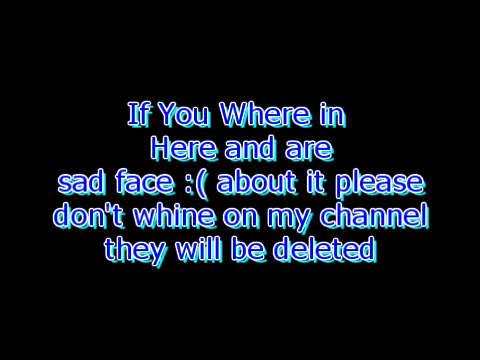 If You Where in
Here and are
sad face :( about it please
don't whine on my channel
they will be deleted